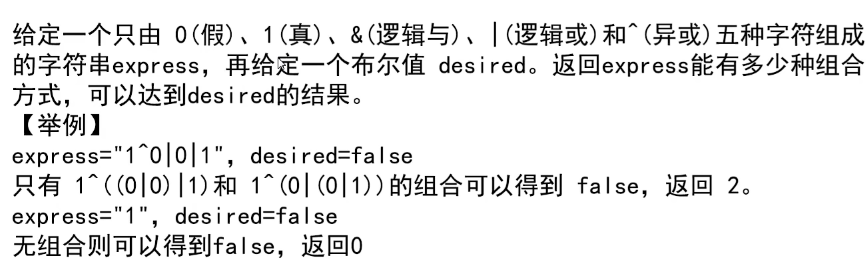 给定一个只由 0(假)、1(真)、&(逻辑与)、|(逻辑或)和^(异或)五种字符组成
的字符串express，再给定一个布尔值 desired。返回express能有多少种组合
方式，可以达到desired的结果。
【举例】
express="1^0|0|1"，desired=false
只有 1^((0|0)|1)和 1^(0|(0|1))的组合可以得到 false，返回 2。
express="1"，desired=false
无组合则可以得到false，返回0